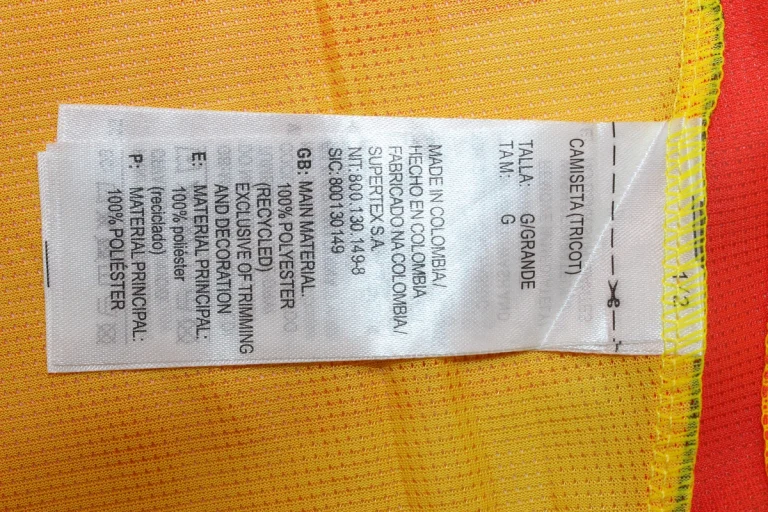 1/2
CAMISETA (TRICOT)
TALLA: G/GRANDE
TAM: G
MADE IN COLOMBIA/
HECHO EN COLOMBIA
FABRICADO NA COLOMBIA/
SUPERTEX S.A.
NIT: 800.130.149-8
SIC: 800130149
GB: MAIN MATERIAL.
100% POLYESTER
(RECYCLED)
EXCLUSIVE OF TRIMMING
AND DECORATION
E: MATERIAL PRINCIPAL:
100% poliéster
(reciclado)
P: MATERIAL PRINCIPAL:
100% POLIÉSTER